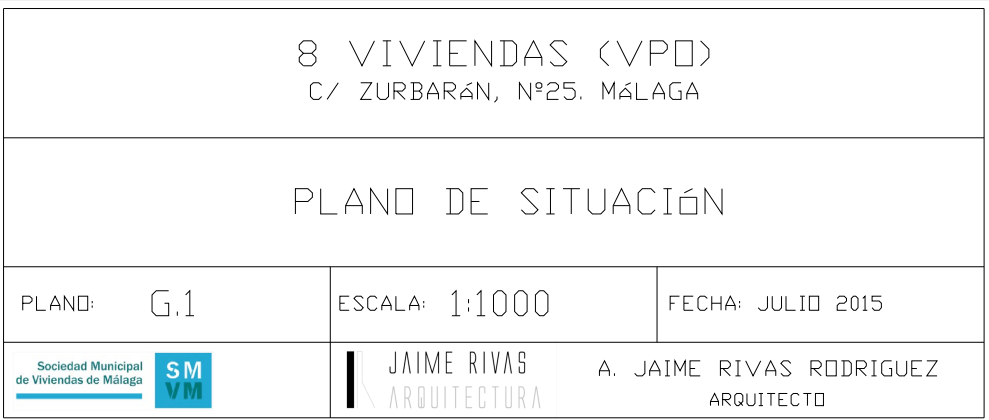 8 VIVIENDAS (VPO)
C/ ZURBARáN, Nº25. MáLAGA
PLANO DE SITUACIóN
PLANO: G.1
ESCALA: 1:1000
FECHA: JULIO 2015
Sociedad Municipal
de Viviendas de Málaga
SM
VM
JAIME RIVAS
ARQUITECTURA
A. JAIME RIVAS RODRIGUEZ
ARQUITECTO